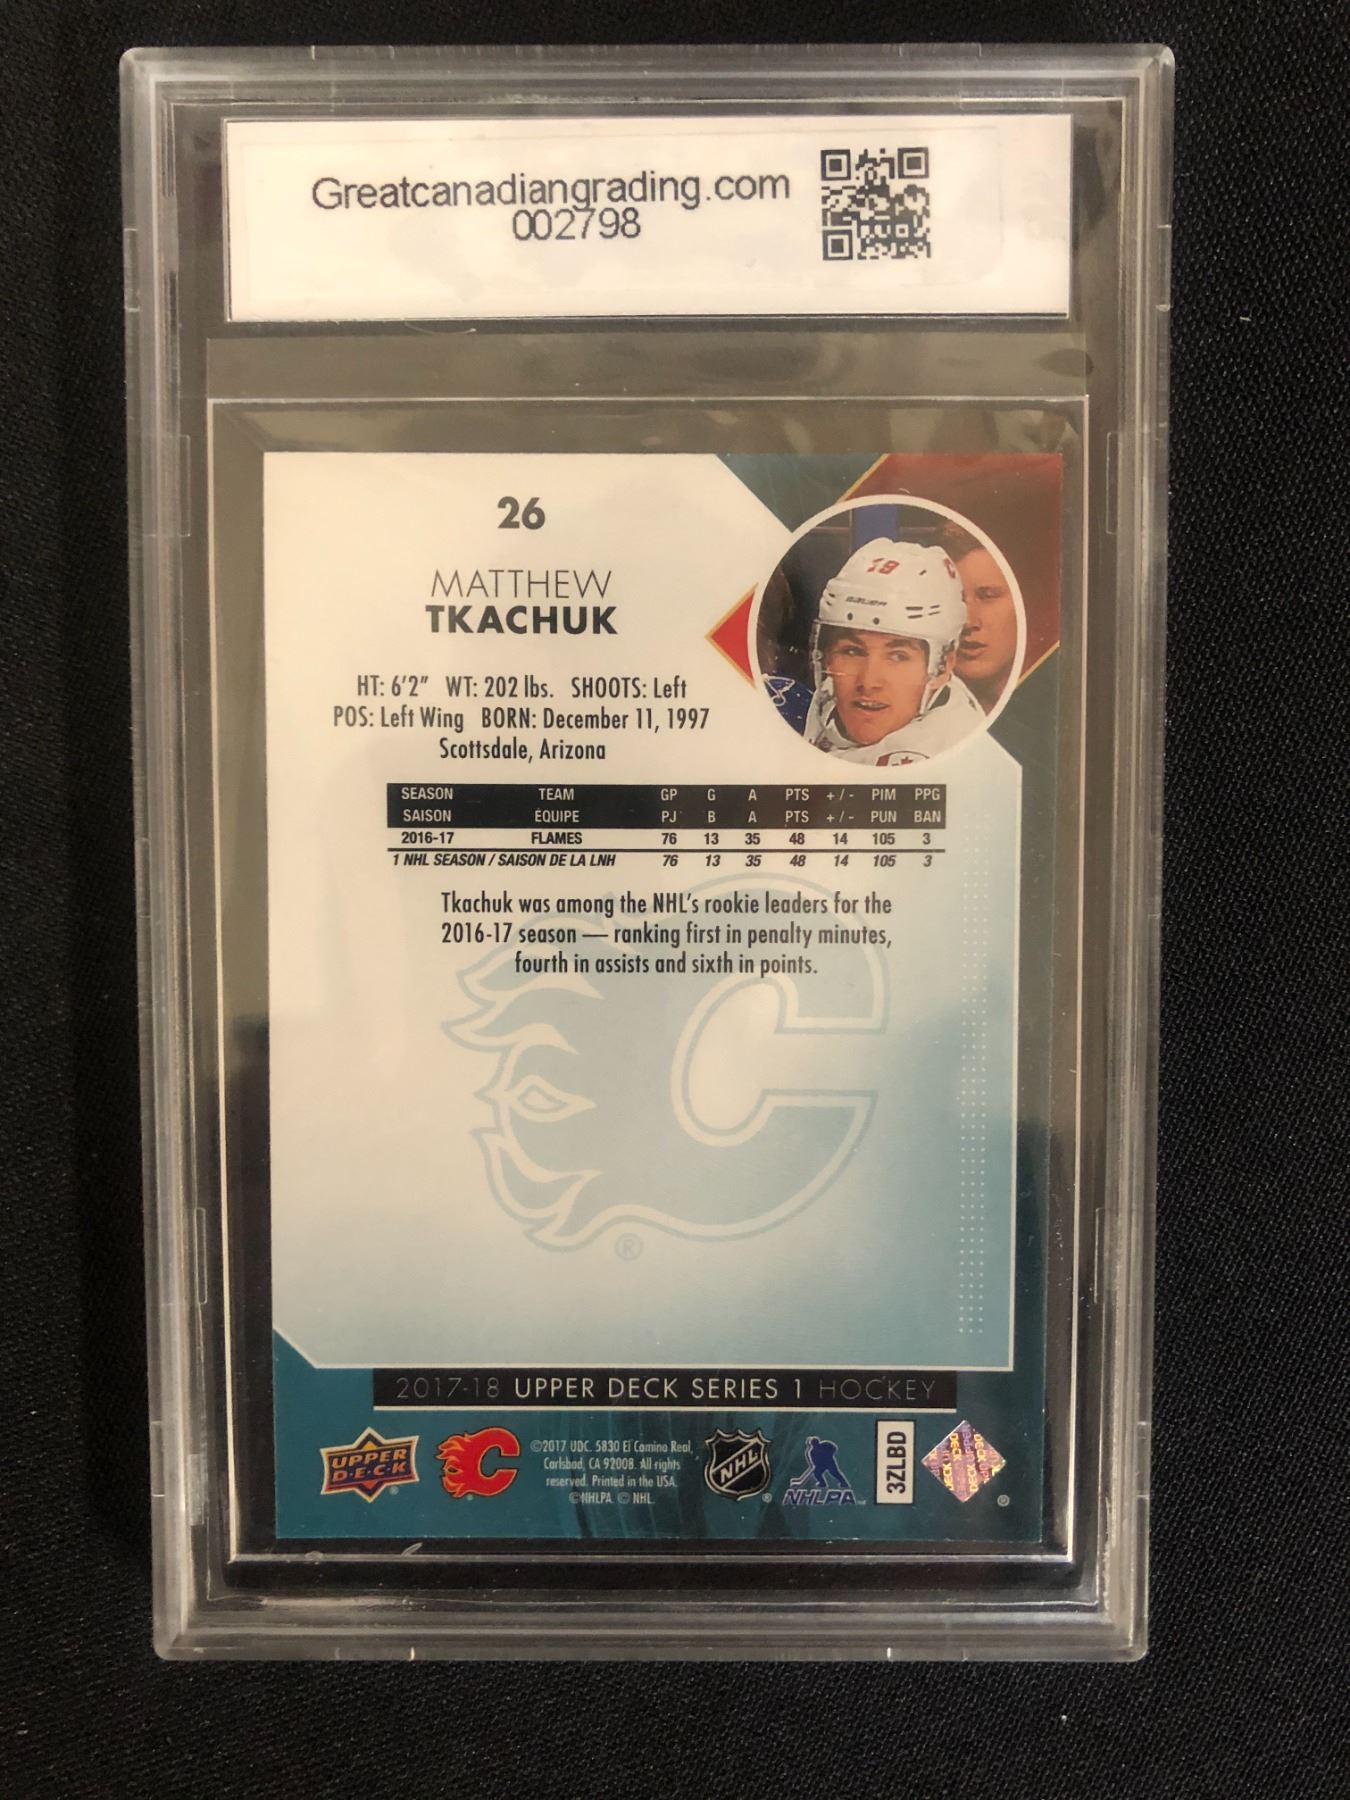 Greatcanadiangrading.com
002798
26
MATTHEW
TKACHUK
HT: 6'2" WT: 202 lbs. SHOOTS: Left
POS: Left Wing BORN: December 11, 1997
Scottsdale, Arizona
SEASON TEAM GP G A PTS +/- PIM PPG
SAISON ÉQUIPE PJ B A PTS +/- PUN BAN
2016-17 FLAMES 76 13 35 48 14 105 3
1 NHL SEASON / SAISON DE LA LNH 76 13 35 48 14 105 3
Tkachuk was among the NHL's rookie leaders for the
2016-17 season — ranking first in penalty minutes,
fourth in assists and sixth in points.
®
2017-18 UPPER DECK SERIES 1 HOCKEY
UPPER
D•E•C•K
©2017 UDC. 5830 El Camino Real,
Carlsbad, CA 92008. All rights
reserved. Printed in the USA.
©NHLPA. © NHL.
NHL
NHLPA
3ZLBD
18
BAUER